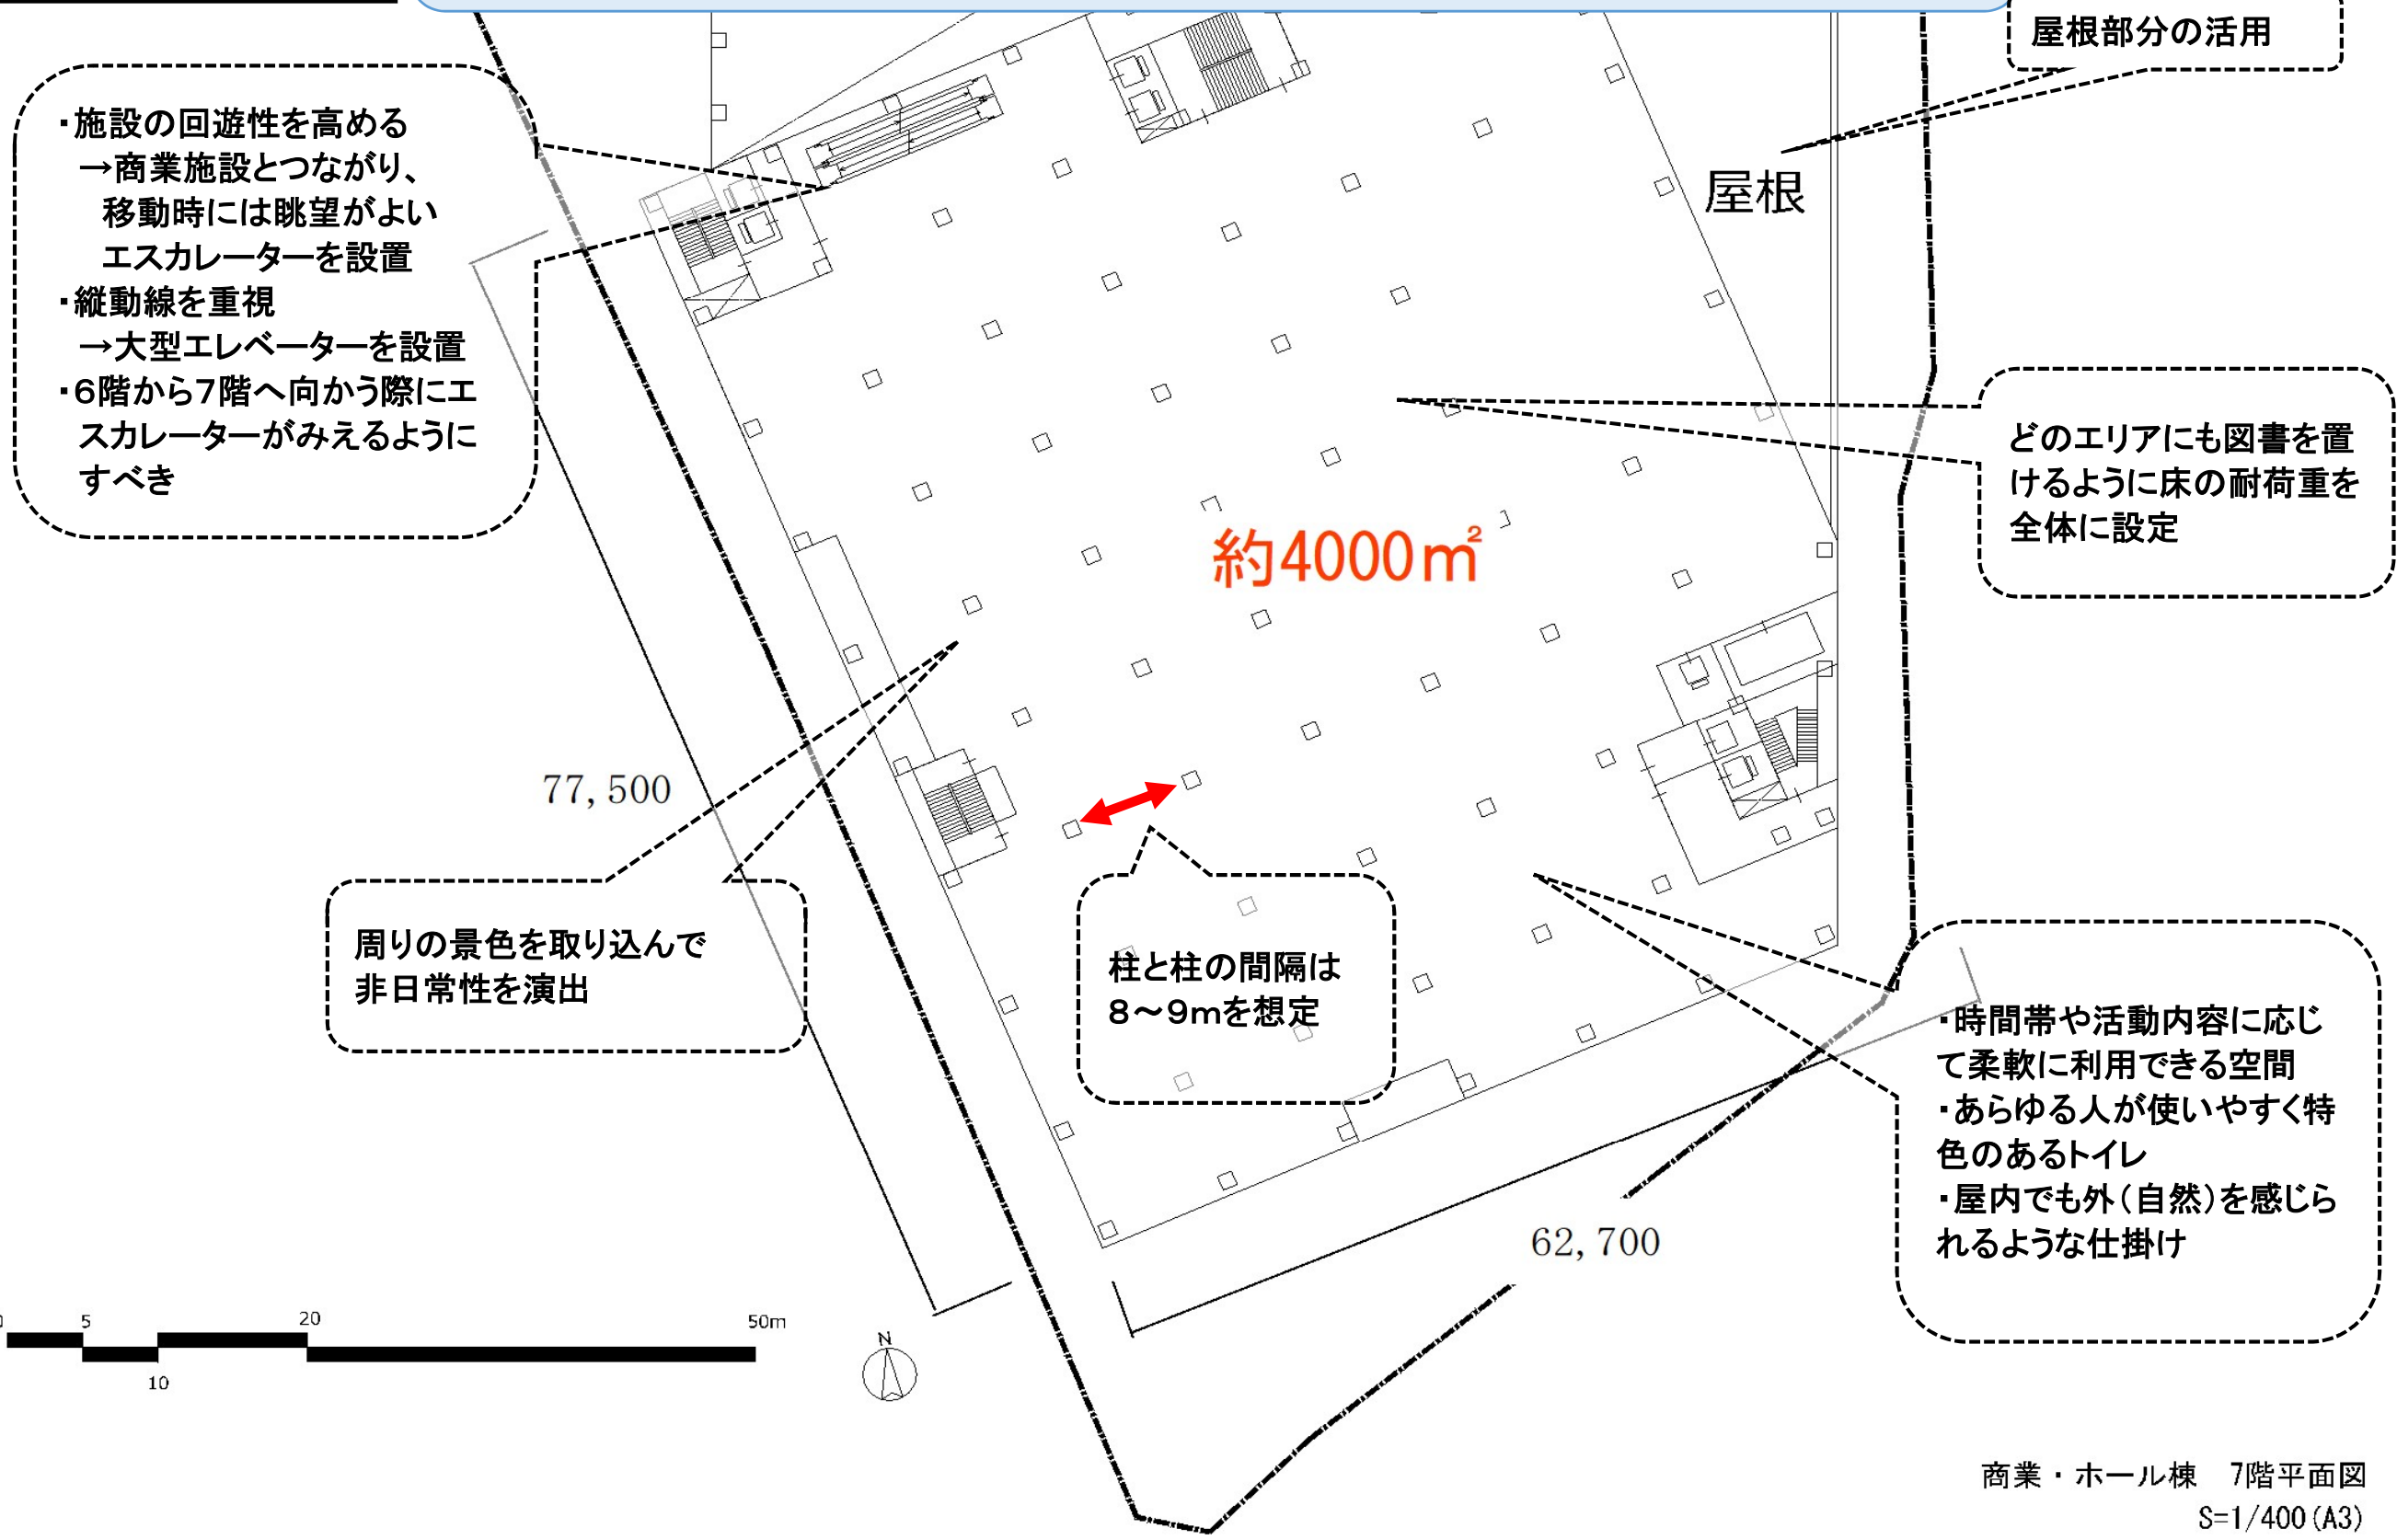 屋根部分の活用
・施設の回遊性を高める
→商業施設とつながり、
移動時には眺望がよい
エスカレーターを設置
・縦動線を重視
→大型エレベーターを設置
・6階から7階へ向かう際にエ
スカレーターがみえるように
すべき
屋根
どのエリアにも図書を置
けるように床の耐荷重を
全体に設定
約4000㎡
77,500
周りの景色を取り込んで
非日常性を演出
柱と柱の間隔は
8～9mを想定
・時間帯や活動内容に応じ
て柔軟に利用できる空間
・あらゆる人が使いやすく特
色のあるトイレ
・屋内でも外（自然）を感じら
れるような仕掛け
62,700
0 5 20 50m
10
N
商業・ホール棟　7階平面図
S=1/400(A3)